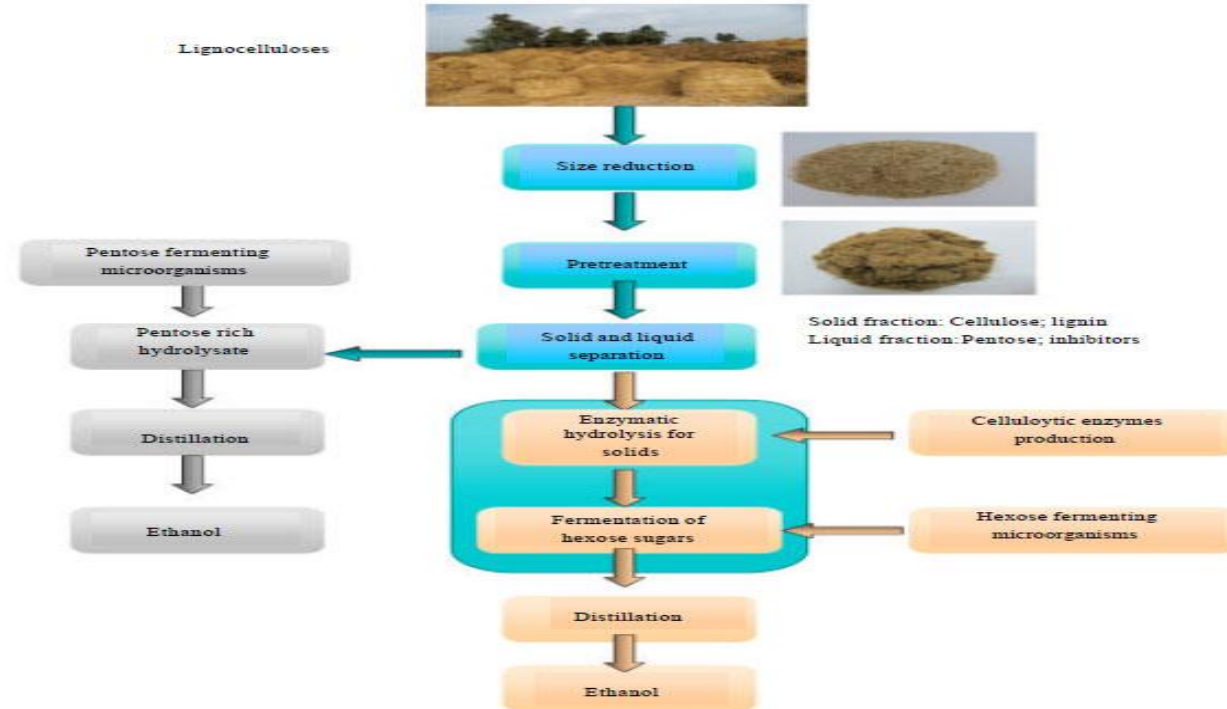 Lignocelluloses
Size reduction
Pentose fermenting
microorganisms
Pretreatment
Solid fraction: Cellulose; lignin
Liquid fraction: Pentose; inhibitors
Pentose rich
hydrolysate
Solid and liquid
separation
Enzymatic
hydrolysis for
solids
Celluloytic enzymes
production
Distillation
Fermentation of
hexose sugars
Hexose fermenting
microorganisms
Ethanol
Distillation
Ethanol